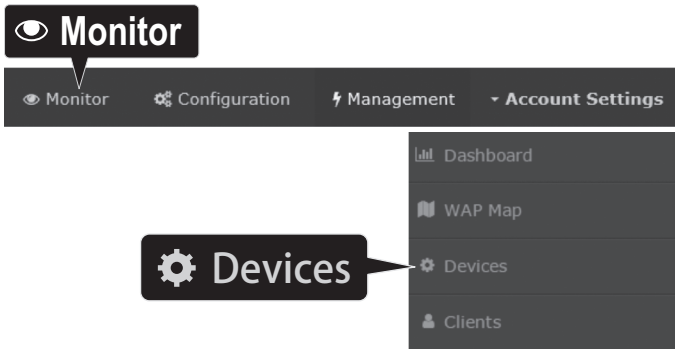 Monitor
Monitor Configuration Management Account Settings
Dashboard
WAP Map
Devices
Devices
Clients